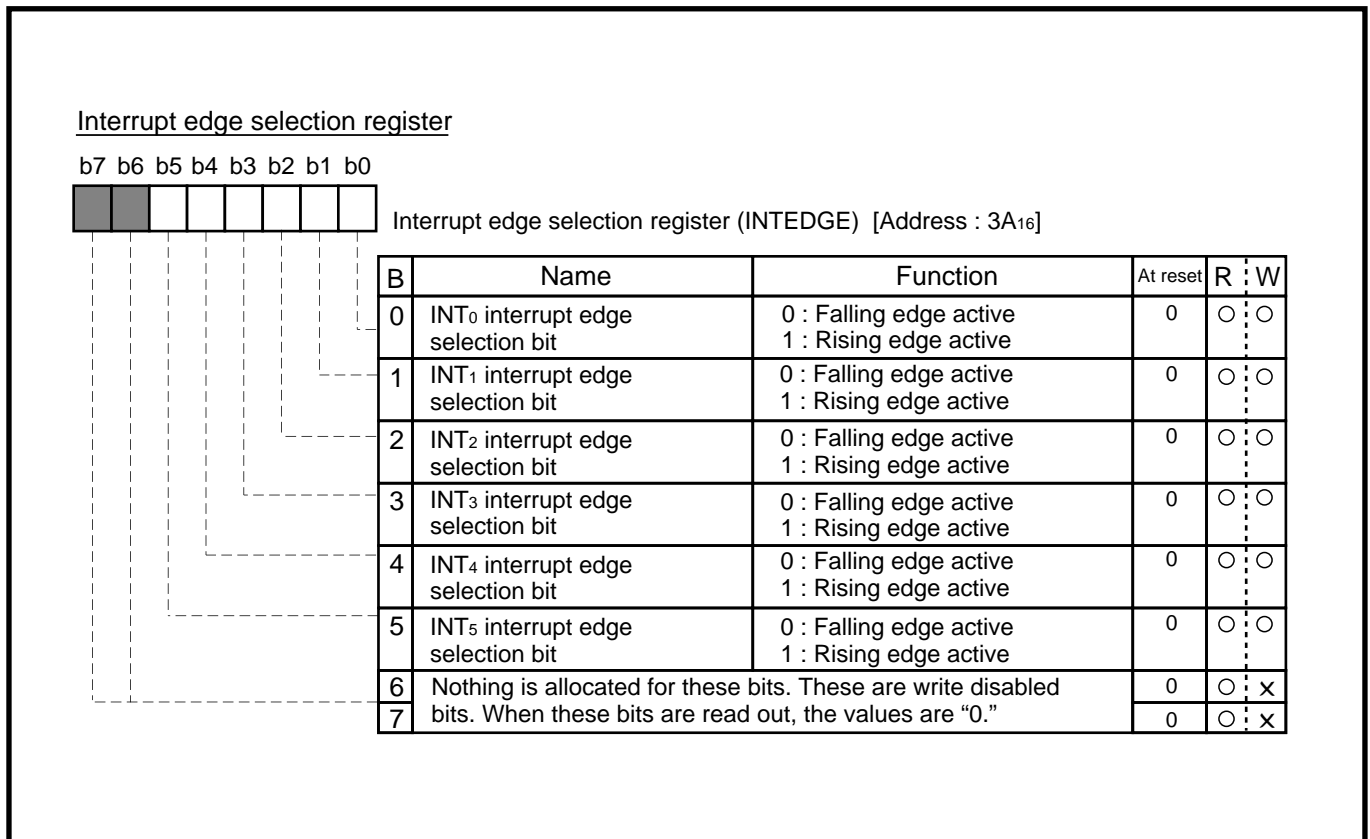 Interrupt edge selection register
b7 b6 b5 b4 b3 b2 b1 b0
Interrupt edge selection register (INTEDGE) [Address : 3A16]
B Name Function At reset R W
0 INT0 interrupt edge 0 : Falling edge active 0 ○ ○
selection bit 1 : Rising edge active
1 INT1 interrupt edge 0 : Falling edge active 0 ○ ○
selection bit 1 : Rising edge active
2 INT2 interrupt edge 0 : Falling edge active 0 ○ ○
selection bit 1 : Rising edge active
3 INT3 interrupt edge 0 : Falling edge active 0 ○ ○
selection bit 1 : Rising edge active
4 INT4 interrupt edge 0 : Falling edge active 0 ○ ○
selection bit 1 : Rising edge active
5 INT5 interrupt edge 0 : Falling edge active 0 ○ ○
selection bit 1 : Rising edge active
6 Nothing is allocated for these bits. These are write disabled 0 ○ ×
7 bits. When these bits are read out, the values are “0.” 0 ○ ×